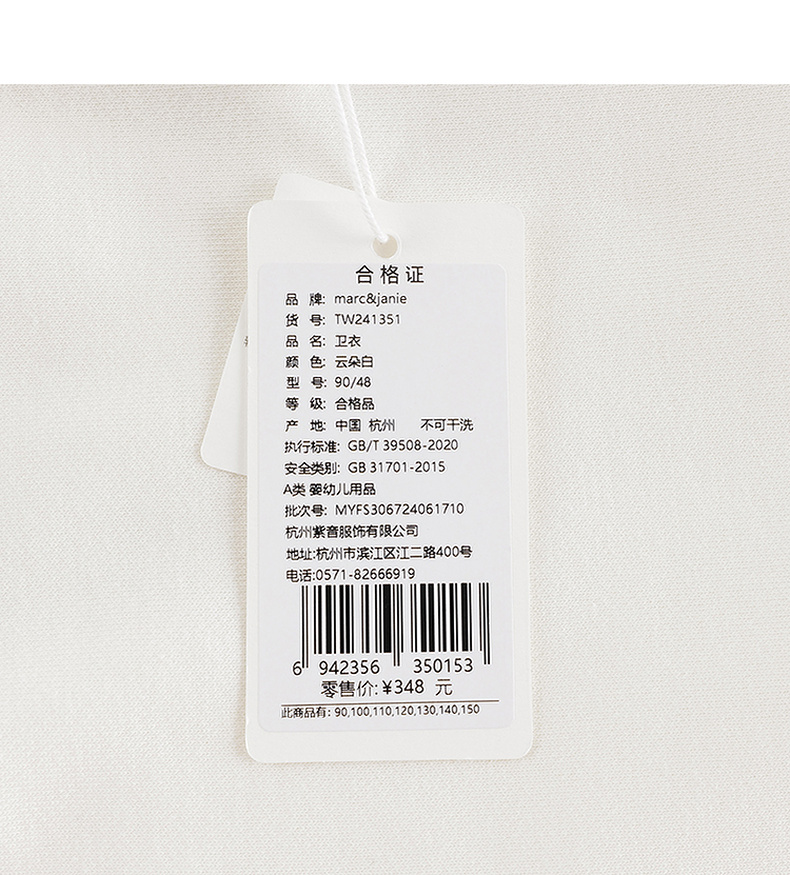 合格证
品 牌: marc&janie
货 号: TW241351
品 名: 卫衣
颜 色: 云朵白
型 号: 90/48
等 级: 合格品
产 地: 中国 杭州 不可干洗
执行标准: GB/T 39508-2020
安全类别: GB 31701-2015
A类 婴幼儿用品
批次号: MYFS306724061710
杭州紫音服饰有限公司
地址:杭州市滨江区江二路400号
电话:0571-82666919
6 942356 350153
零售价:¥348 元
此商品有: 90,100,110,120,130,140,150